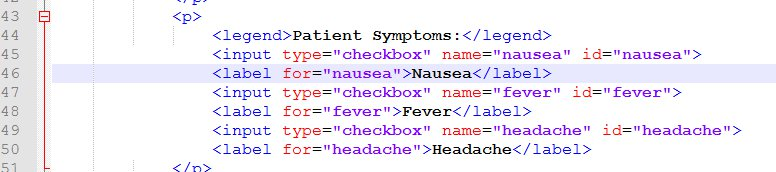 43 <p>
44 <legend>Patient Symptoms:</legend>
45 <input type="checkbox" name="nausea" id="nausea">
46 <label for="nausea">Nausea</label>
47 <input type="checkbox" name="fever" id="fever">
48 <label for="fever">Fever</label>
49 <input type="checkbox" name="headache" id="headache">
50 <label for="headache">Headache</label>
51 </p>